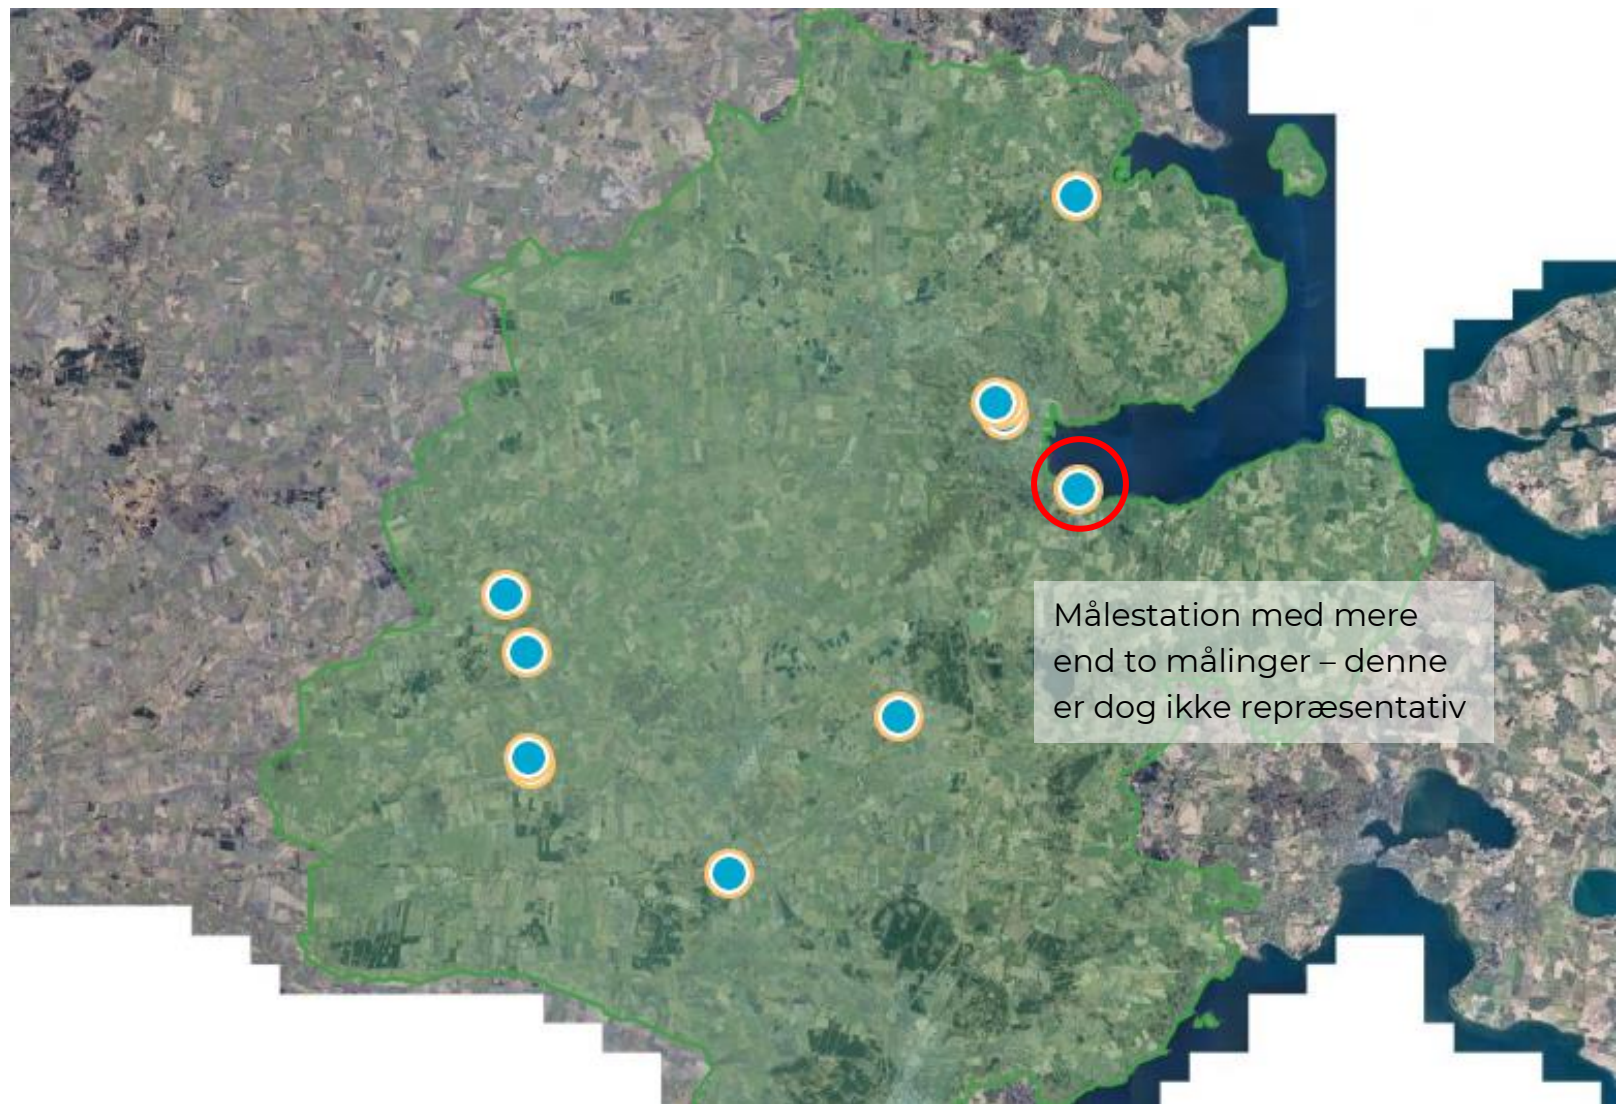 Målestation med mere
end to målinger – denne
er dog ikke repræsentativ